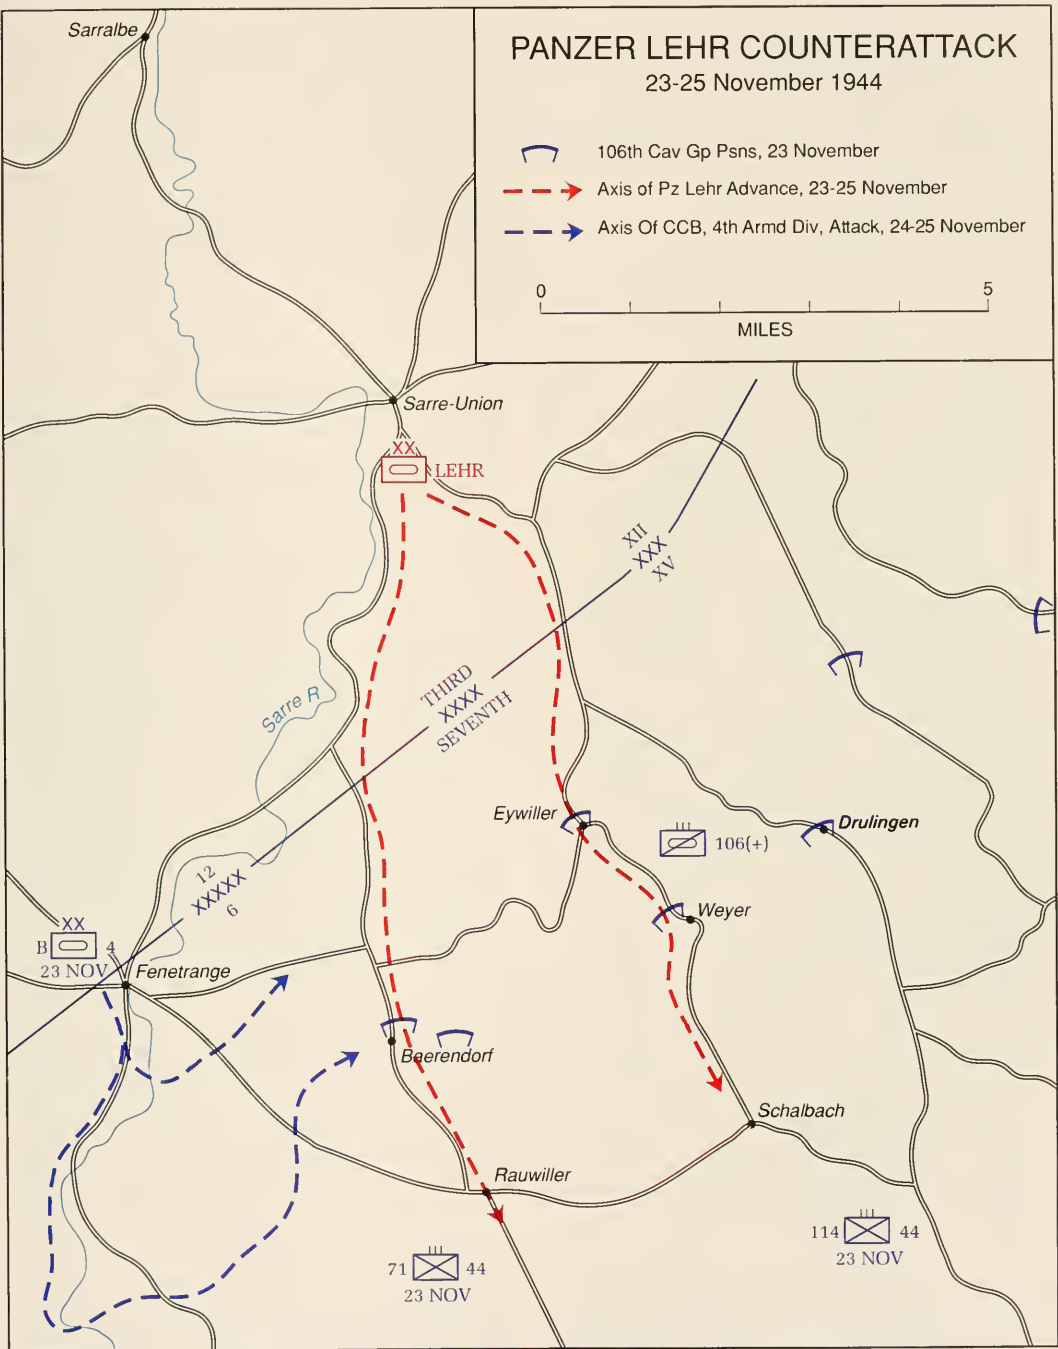 PANZER LEHR COUNTERATTACK
23-25 November 1944
106th Cav Gp Psns, 23 November
Axis of Pz Lehr Advance, 23-25 November
Axis Of CCB, 4th Armd Div, Attack, 24-25 November
0 5
MILES
Sarralbe
Sarre-Union
XX
LEHR
XII
XXX
XV
THIRD
XXXX
SEVENTH
Sarre R
Eywiller
Drulingen
106(+)
12
XXXXX
6
Weyer
XX
B 4
23 NOV
Fenetrange
Baerendorf
Schalbach
Rauwiller
114 44
23 NOV
71 44
23 NOV